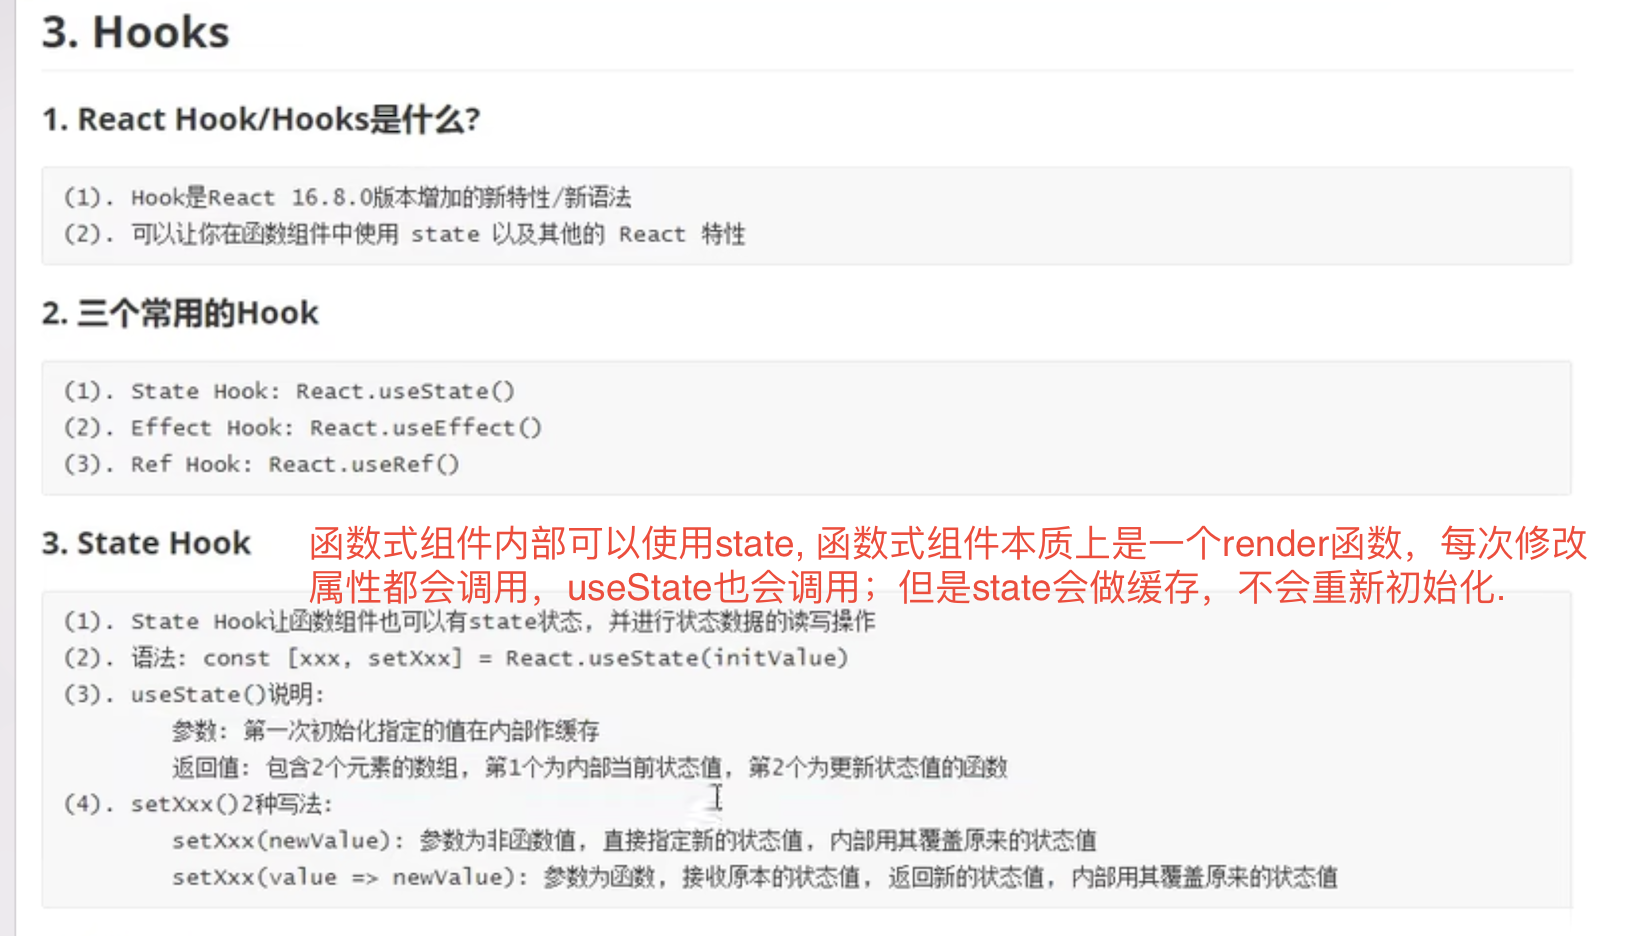 3. Hooks
1. React Hook/Hooks是什么?
(1). Hook是React 16.8.0版本增加的新特性/新语法
(2). 可以让你在函数组件中使用 state 以及其他的 React 特性
2. 三个常用的Hook
(1). State Hook: React.useState()
(2). Effect Hook: React.useEffect()
(3). Ref Hook: React.useRef()
3. State Hook
函数式组件内部可以使用state, 函数式组件本质上是一个render函数，每次修改
属性都会调用，useState也会调用；但是state会做缓存，不会重新初始化.
(1). State Hook让函数组件也可以有state状态, 并进行状态数据的读写操作
(2). 语法: const [xxx, setXxx] = React.useState(initValue)
(3). useState()说明:
参数: 第一次初始化指定的值在内部作缓存
返回值: 包含2个元素的数组, 第1个为内部当前状态值, 第2个为更新状态值的函数
(4). setXxx()2种写法:
setXxx(newValue): 参数为非函数值, 直接指定新的状态值, 内部用其覆盖原来的状态值
setXxx(value => newValue): 参数为函数, 接收原本的状态值, 返回新的状态值, 内部用其覆盖原来的状态值